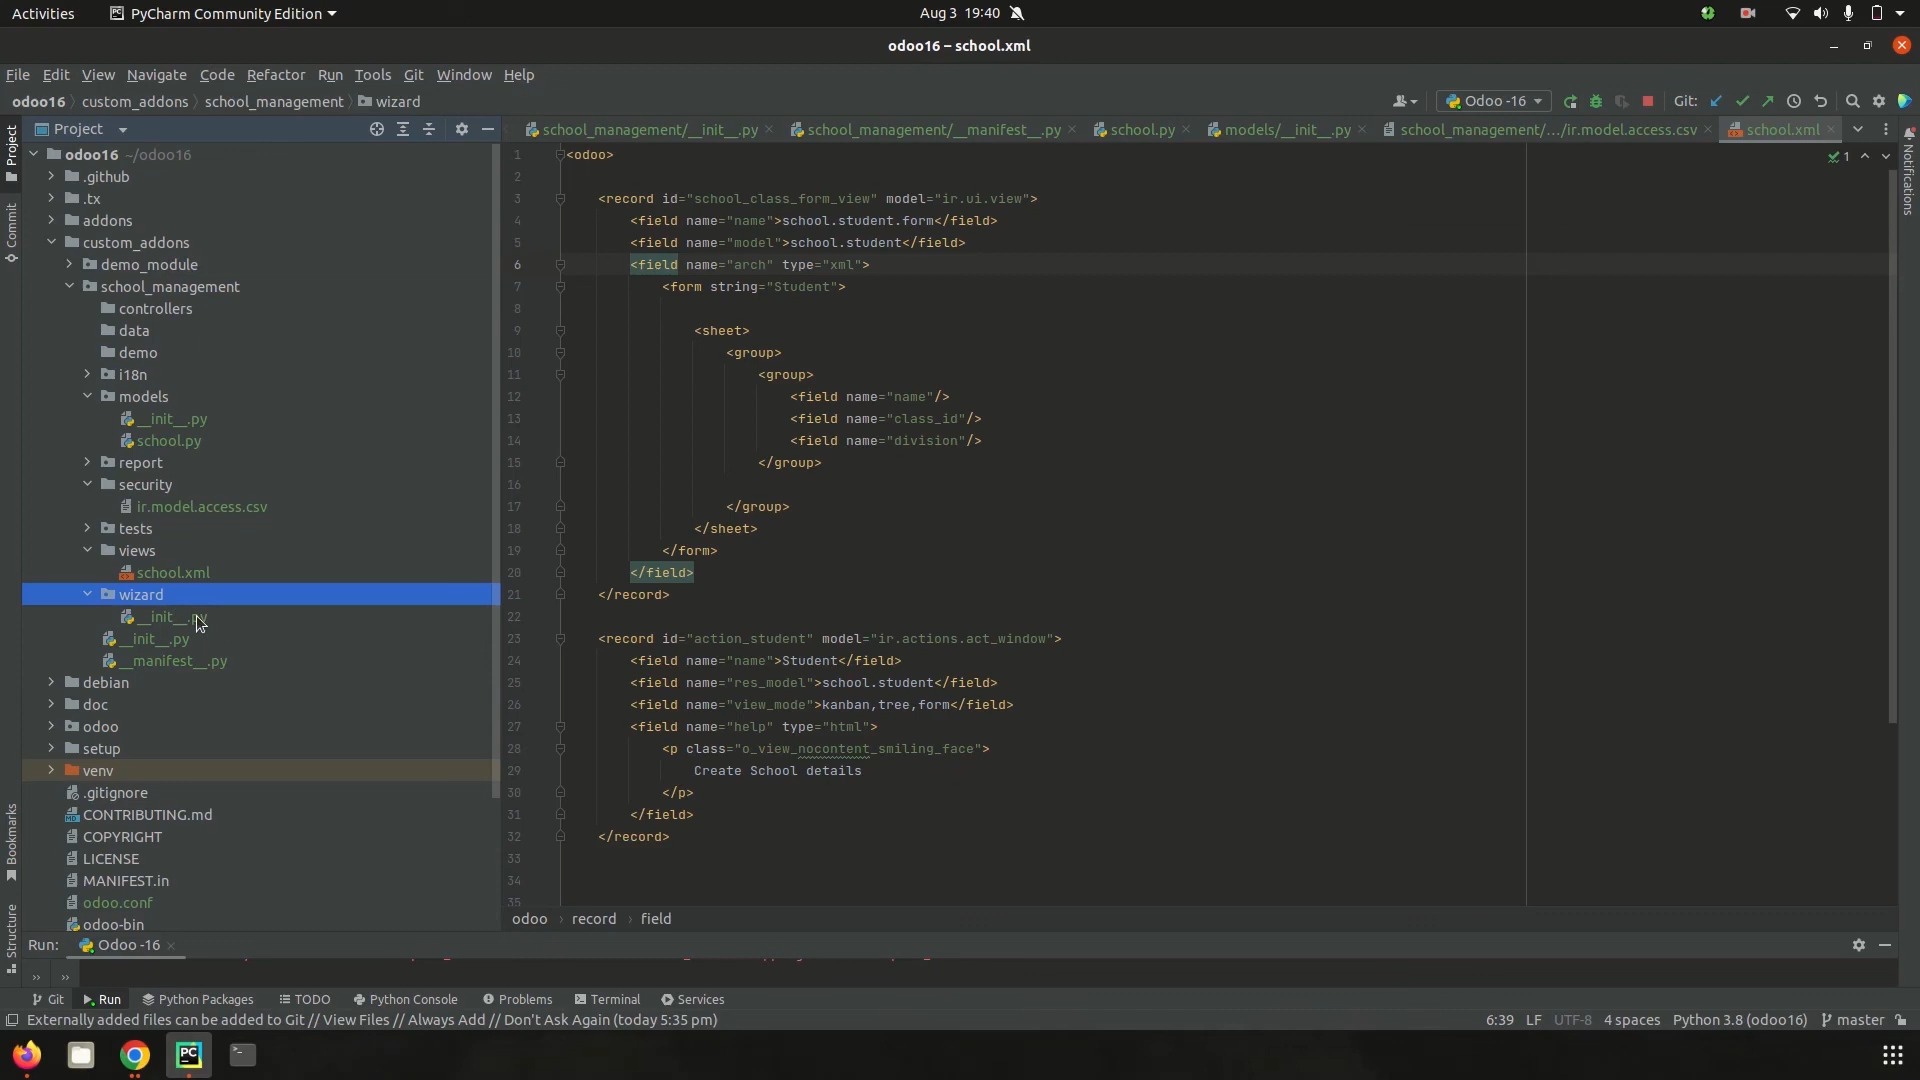 Activities
PyCharm Community Edition
Aug 3 19:40
odoo16 – school.xml
File Edit View Navigate Code Refactor Run Tools Git Window Help
odoo16 custom_addons school_management wizard
Odoo -16
Git:
Project
school_management/__init__.py
school_management/__manifest__.py
school.py
models/__init__.py
school_management/.../ir.model.access.csv
school.xml
Project
Commit
Bookmarks
Structure
Notifications
odoo16 ~/odoo16
.github
.tx
addons
custom_addons
demo_module
school_management
controllers
data
demo
i18n
models
__init__.py
school.py
report
security
ir.model.access.csv
tests
views
school.xml
wizard
__init__.py
__init__.py
__manifest__.py
debian
doc
odoo
setup
venv
.gitignore
CONTRIBUTING.md
COPYRIGHT
LICENSE
MANIFEST.in
odoo.conf
odoo-bin
1
1 <odoo>
2
3 <record id="school_class_form_view" model="ir.ui.view">
4 <field name="name">school.student.form</field>
5 <field name="model">school.student</field>
6 <field name="arch" type="xml">
7 <form string="Student">
8
9 <sheet>
10 <group>
11 <group>
12 <field name="name"/>
13 <field name="class_id"/>
14 <field name="division"/>
15 </group>
16
17 </group>
18 </sheet>
19 </form>
20 </field>
21 </record>
22
23 <record id="action_student" model="ir.actions.act_window">
24 <field name="name">Student</field>
25 <field name="res_model">school.student</field>
26 <field name="view_mode">kanban,tree,form</field>
27 <field name="help" type="html">
28 <p class="o_view_nocontent_smiling_face">
29 Create School details
30 </p>
31 </field>
32 </record>
33
34
35
odoo › record › field
Run: Odoo -16
Git Run Python Packages TODO Python Console Problems Terminal Services
Externally added files can be added to Git // View Files // Always Add // Don't Ask Again (today 5:35 pm)
6:39 LF UTF-8 4 spaces Python 3.8 (odoo16) master